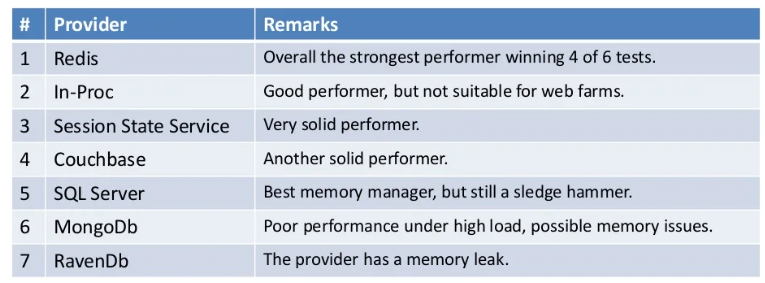 # Provider Remarks
1 Redis Overall the strongest performer winning 4 of 6 tests.
2 In-Proc Good performer, but not suitable for web farms.
3 Session State Service Very solid performer.
4 Couchbase Another solid performer.
5 SQL Server Best memory manager, but still a sledge hammer.
6 MongoDb Poor performance under high load, possible memory issues.
7 RavenDb The provider has a memory leak.